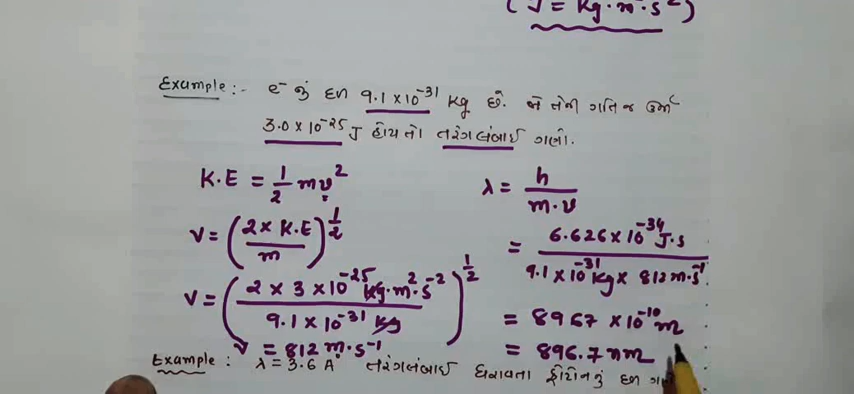 (J = kg·m²·s⁻²)
Example:- e⁻ નું દળ 9.1 × 10⁻³¹ kg છે. જો તેની ગતિજ ઉર્જા
3.0 × 10⁻²⁵ J હોય તો તરંગલંબાઈ ગણો.
K.E = 1/2 mv²
v = (2 × K.E / m)^1/2
v = (2 × 3 × 10⁻²⁵ kg·m²·s⁻² / 9.1 × 10⁻³¹ kg)^1/2
v = 812 m·s⁻¹
λ = h / m·v
= 6.626 × 10⁻³⁴ J·s / 9.1 × 10⁻³¹ kg × 812 m·s⁻¹
= 8967 × 10⁻¹⁰ m
= 896.7 nm
Example: λ = 3.6 A° તરંગલંબાઈ ધરાવતા ફોટોનનું દળ